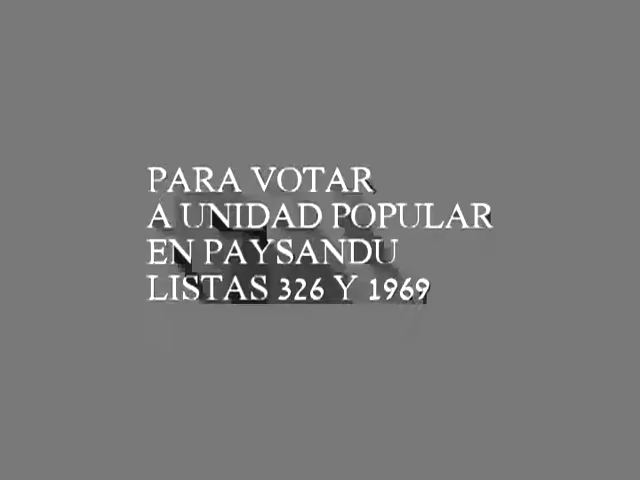 PARA VOTAR
A UNIDAD POPULAR
EN PAYSANDU
LISTAS 326 Y 1969